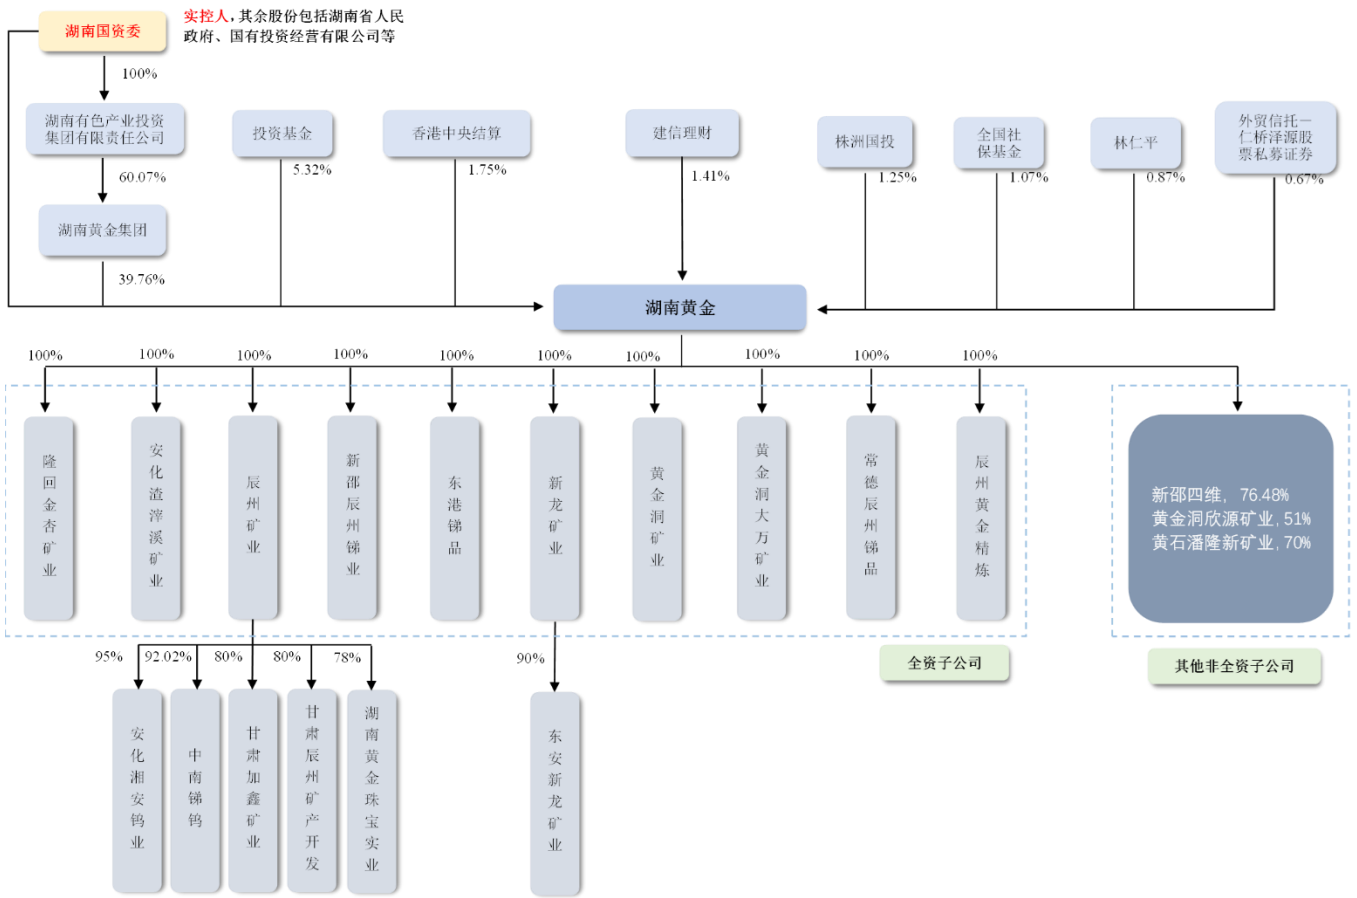 湖南国资委
实控人,其余股份包括湖南省人民
政府、国有投资经营有限公司等
100%
湖南有色产业投资
集团有限责任公司
投资基金
香港中央结算
建信理财
株洲国投
全国社
保基金
林仁平
外贸信托一
仁桥泽源股
票私募证券
60.07%
5.32%
1.75%
1.41%
1.25%
1.07%
0.87%
0.67%
湖南黄金集团
39.76%
湖南黄金
100%
100%
100%
100%
100%
100%
100%
100%
100%
100%
隆回金杏矿业
安化渣滓溪矿业
辰州矿业
新邵辰州锑业
东港锑品
新龙矿业
黄金洞矿业
黄金洞大万矿业
常德辰州锑品
辰州黄金精炼
新邵四维, 76.48%
黄金洞欣源矿业, 51%
黄石潘隆新矿业, 70%
95%
92.02%
80%
80%
78%
90%
全资子公司
其他非全资子公司
安化湘安钨业
中南锑钨
甘肃加鑫矿业
甘肃辰州矿产开发
湖南黄金珠宝实业
东安新龙矿业